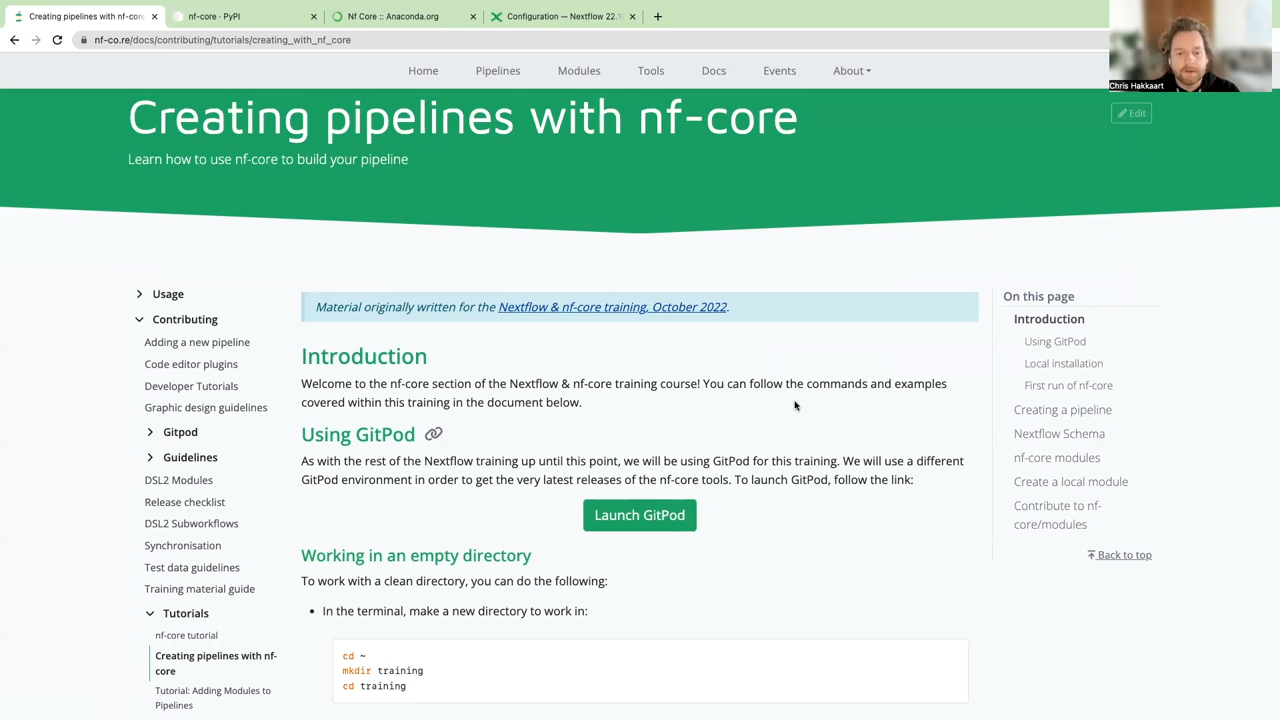 Creating pipelines with nf-core
nf-core · PyPI
Nf Core :: Anaconda.org
Configuration — Nextflow 22.1
nf-co.re/docs/contributing/tutorials/creating_with_nf_core
Home
Pipelines
Modules
Tools
Docs
Events
About
Chris Hakkaart
Creating pipelines with nf-core
Edit
Learn how to use nf-core to build your pipeline
Usage
Contributing
Adding a new pipeline
Code editor plugins
Developer Tutorials
Graphic design guidelines
Gitpod
Guidelines
DSL2 Modules
Release checklist
DSL2 Subworkflows
Synchronisation
Test data guidelines
Training material guide
Tutorials
nf-core tutorial
Creating pipelines with nf-
core
Tutorial: Adding Modules to
Pipelines
Material originally written for the Nextflow & nf-core training, October 2022.
Introduction
Welcome to the nf-core section of the Nextflow & nf-core training course! You can follow the commands and examples
covered within this training in the document below.
Using GitPod
As with the rest of the Nextflow training up until this point, we will be using GitPod for this training. We will use a different
GitPod environment in order to get the very latest releases of the nf-core tools. To launch GitPod, follow the link:
Launch GitPod
Working in an empty directory
To work with a clean directory, you can do the following:
• In the terminal, make a new directory to work in:
cd ~
mkdir training
cd training
On this page
Introduction
Using GitPod
Local installation
First run of nf-core
Creating a pipeline
Nextflow Schema
nf-core modules
Create a local module
Contribute to nf-
core/modules
Back to top